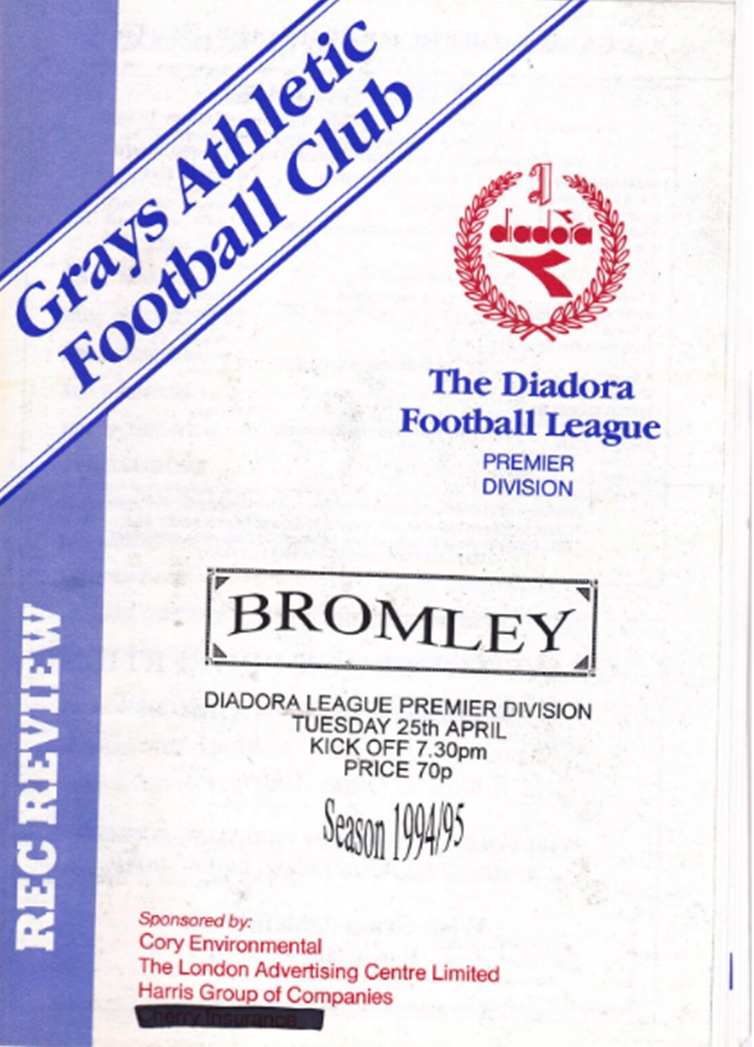 Grays Athletic
Football Club
diadora
The Diadora
Football League
PREMIER
DIVISION
BROMLEY
DIADORA LEAGUE PREMIER DIVISION
TUESDAY 25th APRIL
KICK OFF 7.30pm
PRICE 70p
Season 1994/95
REC REVIEW
Sponsored by:
Cory Environmental
The London Advertising Centre Limited
Harris Group of Companies
Cherry Insurance